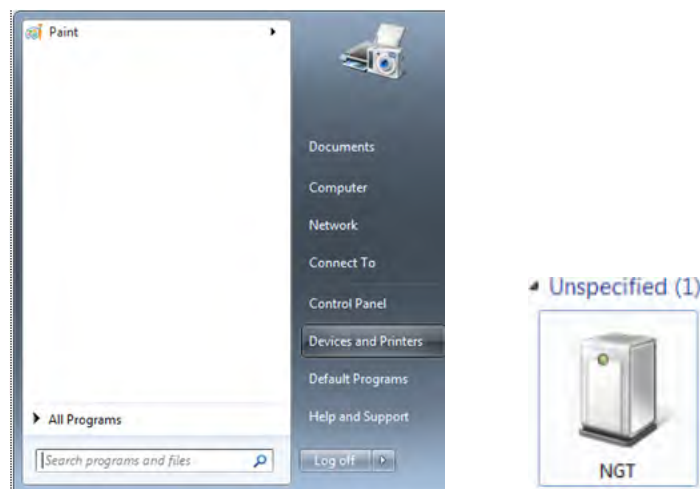 Paint
Documents
Computer
Network
Connect To
Control Panel
Devices and Printers
Default Programs
Help and Support
All Programs
Search programs and files
Log off
Unspecified (1)
NGT